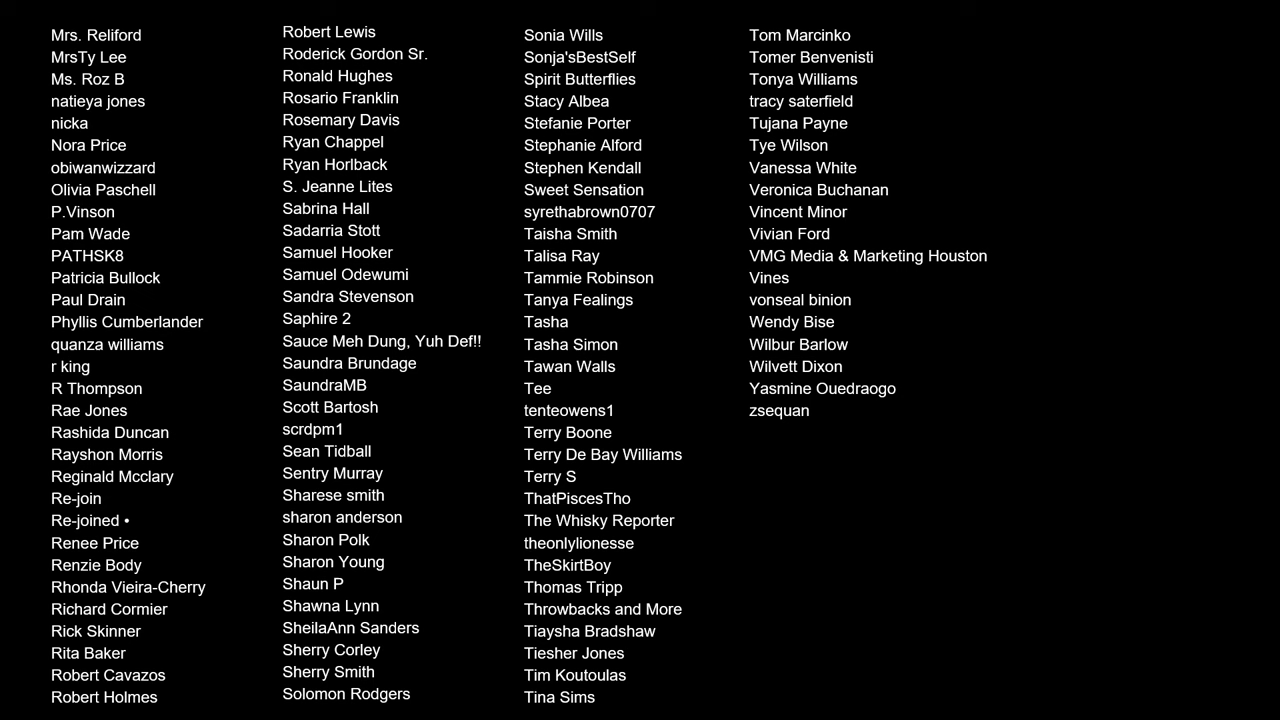 Mrs. Reliford
MrsTy Lee
Ms. Roz B
natieya jones
nicka
Nora Price
obiwanwizzard
Olivia Paschell
P.Vinson
Pam Wade
PATHSK8
Patricia Bullock
Paul Drain
Phyllis Cumberlander
quanza williams
r king
R Thompson
Rae Jones
Rashida Duncan
Rayshon Morris
Reginald Mcclary
Re-join
Re-joined •
Renee Price
Renzie Body
Rhonda Vieira-Cherry
Richard Cormier
Rick Skinner
Rita Baker
Robert Cavazos
Robert Holmes
Robert Lewis
Roderick Gordon Sr.
Ronald Hughes
Rosario Franklin
Rosemary Davis
Ryan Chappel
Ryan Horlback
S. Jeanne Lites
Sabrina Hall
Sadarria Stott
Samuel Hooker
Samuel Odewumi
Sandra Stevenson
Saphire 2
Sauce Meh Dung, Yuh Def!!
Saundra Brundage
SaundraMB
Scott Bartosh
scrdpm1
Sean Tidball
Sentry Murray
Sharese smith
sharon anderson
Sharon Polk
Sharon Young
Shaun P
Shawna Lynn
SheilaAnn Sanders
Sherry Corley
Sherry Smith
Solomon Rodgers
Sonia Wills
Sonja'sBestSelf
Spirit Butterflies
Stacy Albea
Stefanie Porter
Stephanie Alford
Stephen Kendall
Sweet Sensation
syrethabrown0707
Taisha Smith
Talisa Ray
Tammie Robinson
Tanya Fealings
Tasha
Tasha Simon
Tawan Walls
Tee
tenteowens1
Terry Boone
Terry De Bay Williams
Terry S
ThatPiscesTho
The Whisky Reporter
theonlylionesse
TheSkirtBoy
Thomas Tripp
Throwbacks and More
Tiaysha Bradshaw
Tiesher Jones
Tim Koutoulas
Tina Sims
Tom Marcinko
Tomer Benvenisti
Tonya Williams
tracy saterfield
Tujana Payne
Tye Wilson
Vanessa White
Veronica Buchanan
Vincent Minor
Vivian Ford
VMG Media & Marketing Houston
Vines
vonseal binion
Wendy Bise
Wilbur Barlow
Wilvett Dixon
Yasmine Ouedraogo
zsequan